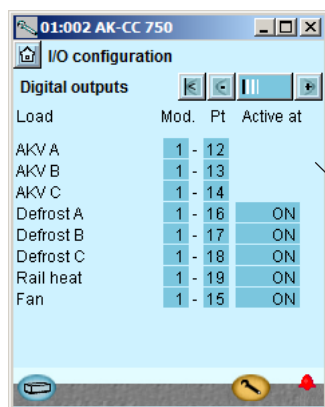 01:002 AK-CC 750
I/O configuration
Digital outputs
Load Mod. Pt Active at
AKV A 1 - 12
AKV B 1 - 13
AKV C 1 - 14
Defrost A 1 - 16 ON
Defrost B 1 - 17 ON
Defrost C 1 - 18 ON
Rail heat 1 - 19 ON
Fan 1 - 15 ON